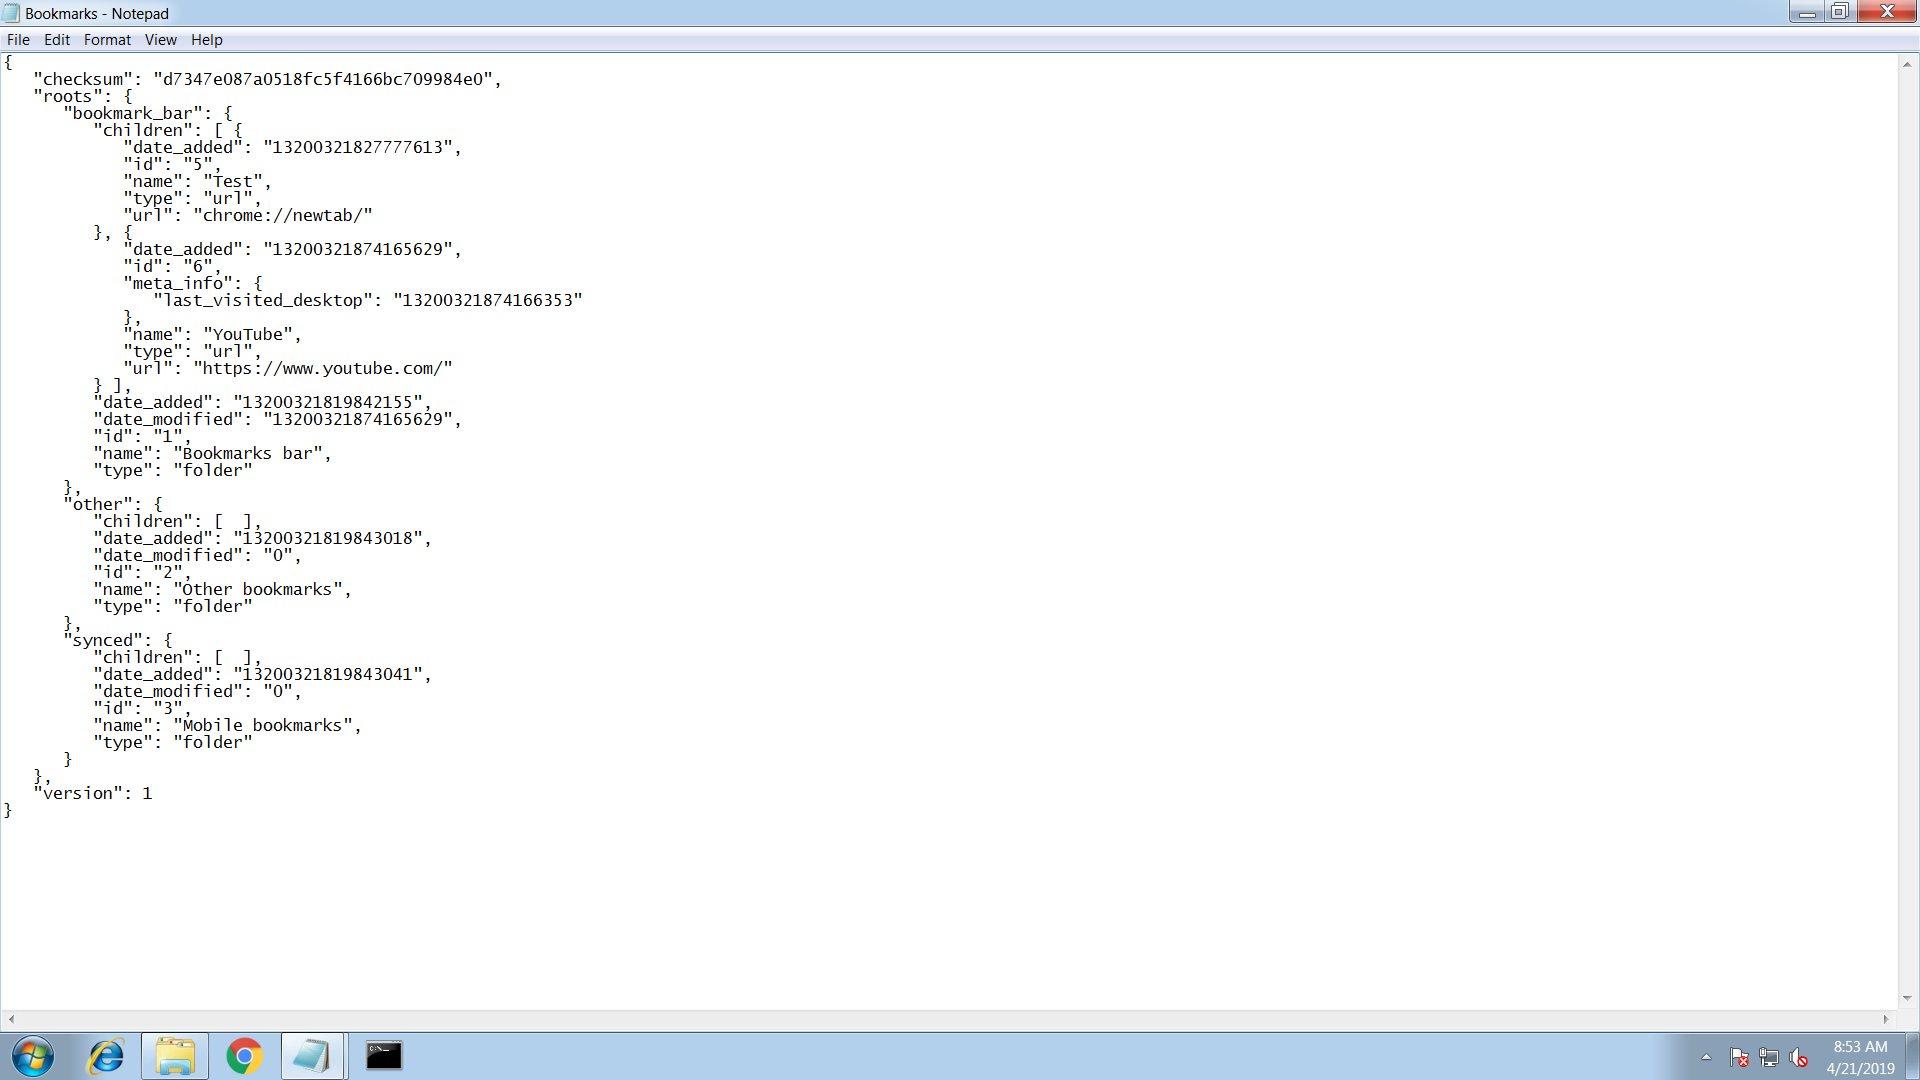 Bookmarks - Notepad
File Edit Format View Help
{
   "checksum": "d7347e087a0518fc5f4166bc709984e0",
   "roots": {
      "bookmark_bar": {
         "children": [ {
            "date_added": "13200321827777613",
            "id": "5",
            "name": "Test",
            "type": "url",
            "url": "chrome://newtab/"
         }, {
            "date_added": "13200321874165629",
            "id": "6",
            "meta_info": {
               "last_visited_desktop": "13200321874166353"
            },
            "name": "YouTube",
            "type": "url",
            "url": "https://www.youtube.com/"
         } ],
         "date_added": "13200321819842155",
         "date_modified": "13200321874165629",
         "id": "1",
         "name": "Bookmarks bar",
         "type": "folder"
      },
      "other": {
         "children": [  ],
         "date_added": "13200321819843018",
         "date_modified": "0",
         "id": "2",
         "name": "Other bookmarks",
         "type": "folder"
      },
      "synced": {
         "children": [  ],
         "date_added": "13200321819843041",
         "date_modified": "0",
         "id": "3",
         "name": "Mobile bookmarks",
         "type": "folder"
      }
   },
   "version": 1
}
8:53 AM
4/21/2019